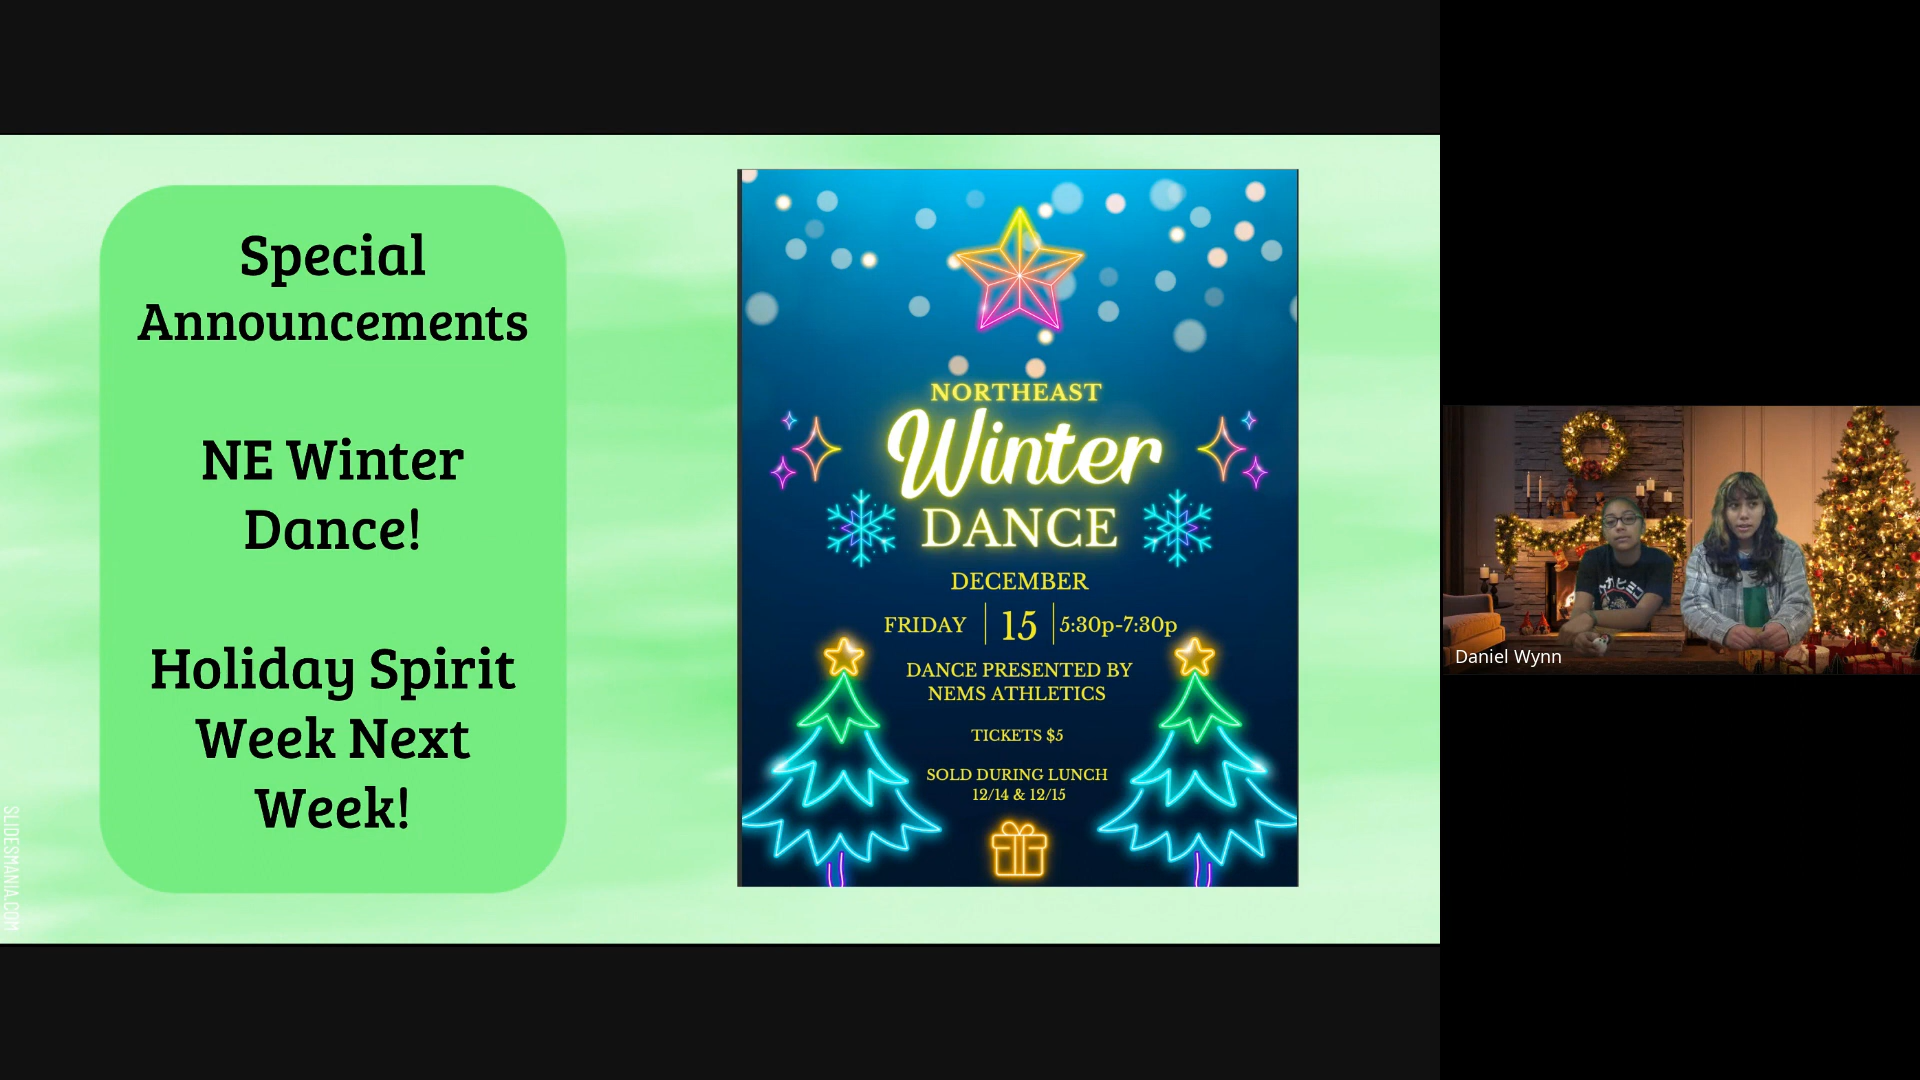 Special
Announcements
NE Winter
Dance!
Holiday Spirit
Week Next
Week!
NORTHEAST
Winter
DANCE
DECEMBER
FRIDAY 15 5:30p-7:30p
DANCE PRESENTED BY
NEMS ATHLETICS
TICKETS $5
SOLD DURING LUNCH
12/14 & 12/15
SLIDESMANIA.COM
Daniel Wynn